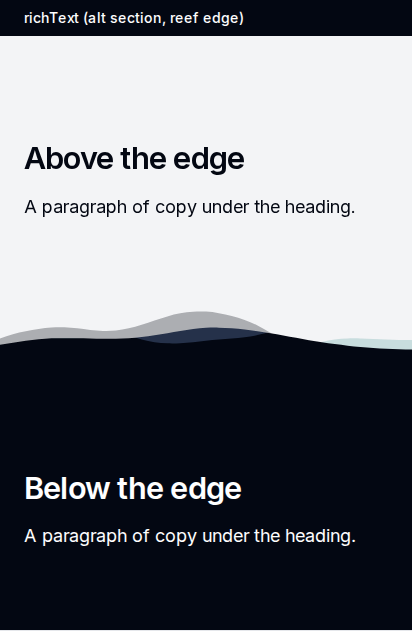 richText (alt section, reef edge)
Above the edge
A paragraph of copy under the heading.
Below the edge
A paragraph of copy under the heading.